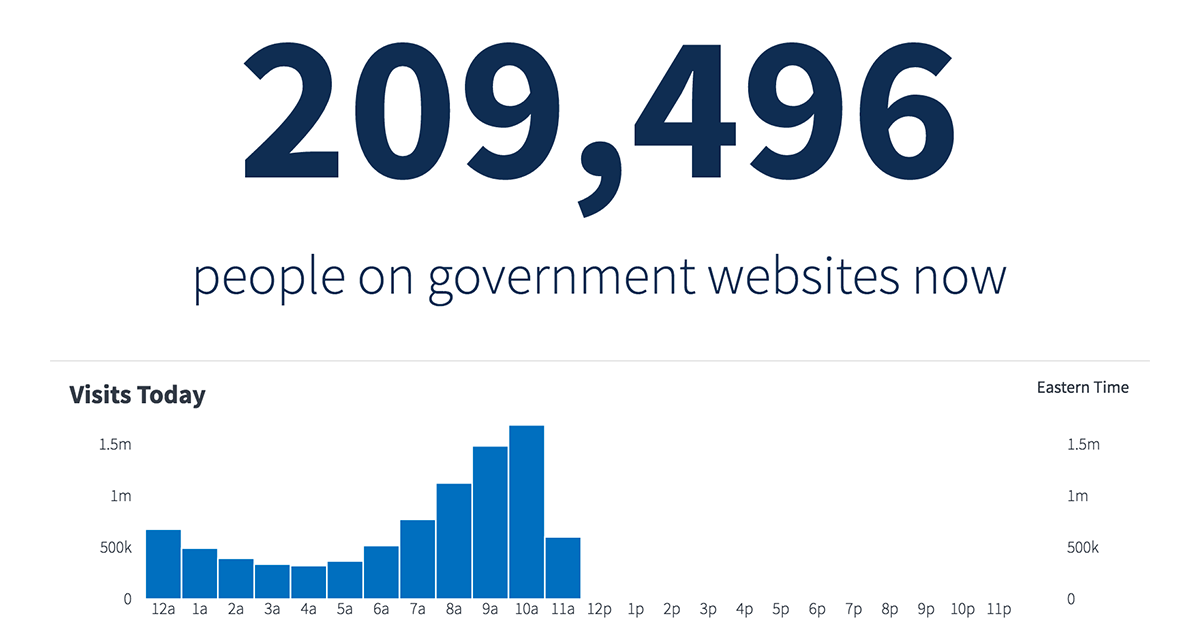 209,496
people on government websites now
Visits Today
Eastern Time
1.5m 1.5m
1m 1m
500k 500k
0 0
12a 1a 2a 3a 4a 5a 6a 7a 8a 9a 10a 11a 12p 1p 2p 3p 4p 5p 6p 7p 8p 9p 10p 11p